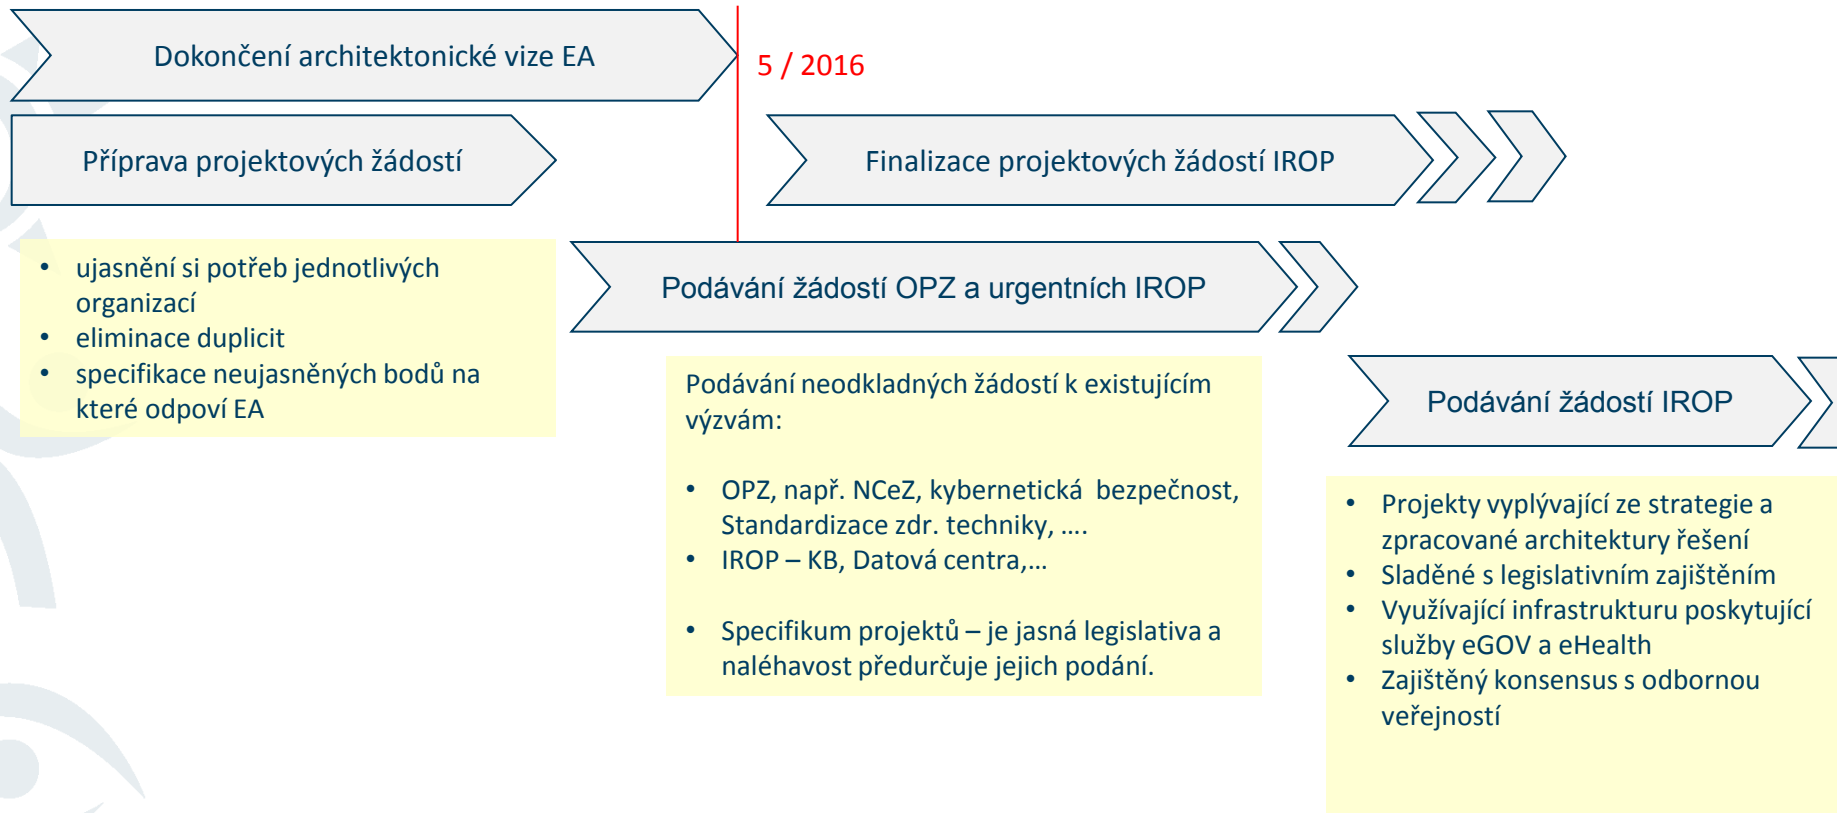 Dokončení architektonické vize EA
5 / 2016
Příprava projektových žádostí
Finalizace projektových žádostí IROP
• ujasnění si potřeb jednotlivých
organizací
• eliminace duplicit
• specifikace neujasněných bodů na
které odpoví EA
Podávání žádostí OPZ a urgentních IROP
Podávání neodkladných žádostí k existujícím
výzvám:
• OPZ, např. NCeZ, kybernetická bezpečnost,
Standardizace zdr. techniky, ….
• IROP – KB, Datová centra,…
• Specifikum projektů – je jasná legislativa a
naléhavost předurčuje jejich podání.
Podávání žádostí IROP
• Projekty vyplývající ze strategie a
zpracované architektury řešení
• Sladěné s legislativním zajištěním
• Využívající infrastrukturu poskytující
služby eGOV a eHealth
• Zajištěný konsensus s odbornou
veřejností